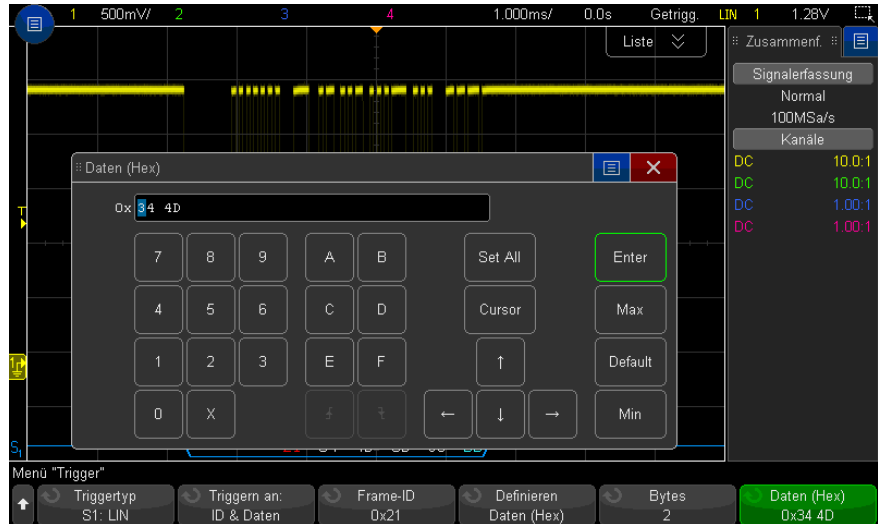 1 500mV/ 2 3 4 1.000ms/ 0.0s Getrigg. LIN 1 1.28V
Liste
Zusammenf.
Signalerfassung
Normal
100MSa/s
Kanäle
DC 10.0:1
DC 10.0:1
DC 1.00:1
DC 1.00:1
Daten (Hex)
0x 34 4D
7 8 9 A B Set All Enter
4 5 6 C D Cursor Max
1 2 3 E F ↑ Default
0 X ← ↓ → Min
T
1
S1
Menü "Trigger"
Triggertyp
S1: LIN
Triggern an:
ID & Daten
Frame-ID
0x21
Definieren
Daten (Hex)
Bytes
2
Daten (Hex)
0x34 4D